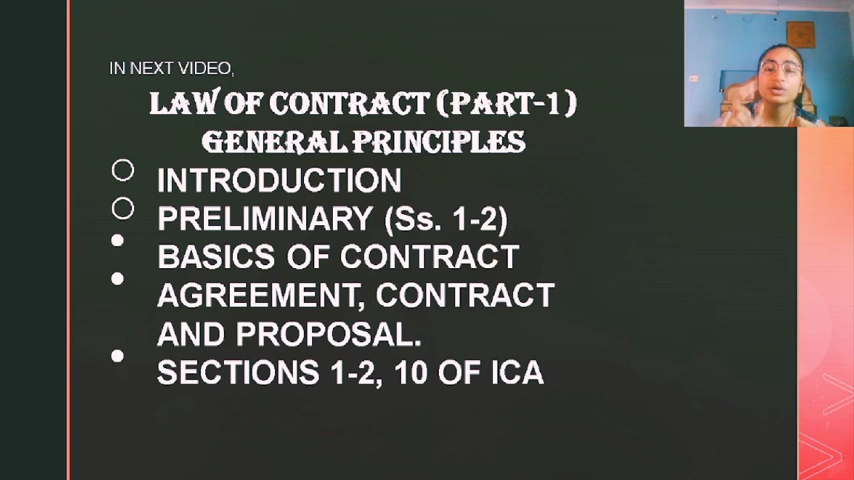 IN NEXT VIDEO,
LAW OF CONTRACT (PART-1)
GENERAL PRINCIPLES
INTRODUCTION
PRELIMINARY (Ss. 1-2)
BASICS OF CONTRACT
AGREEMENT, CONTRACT
AND PROPOSAL.
SECTIONS 1-2, 10 OF ICA